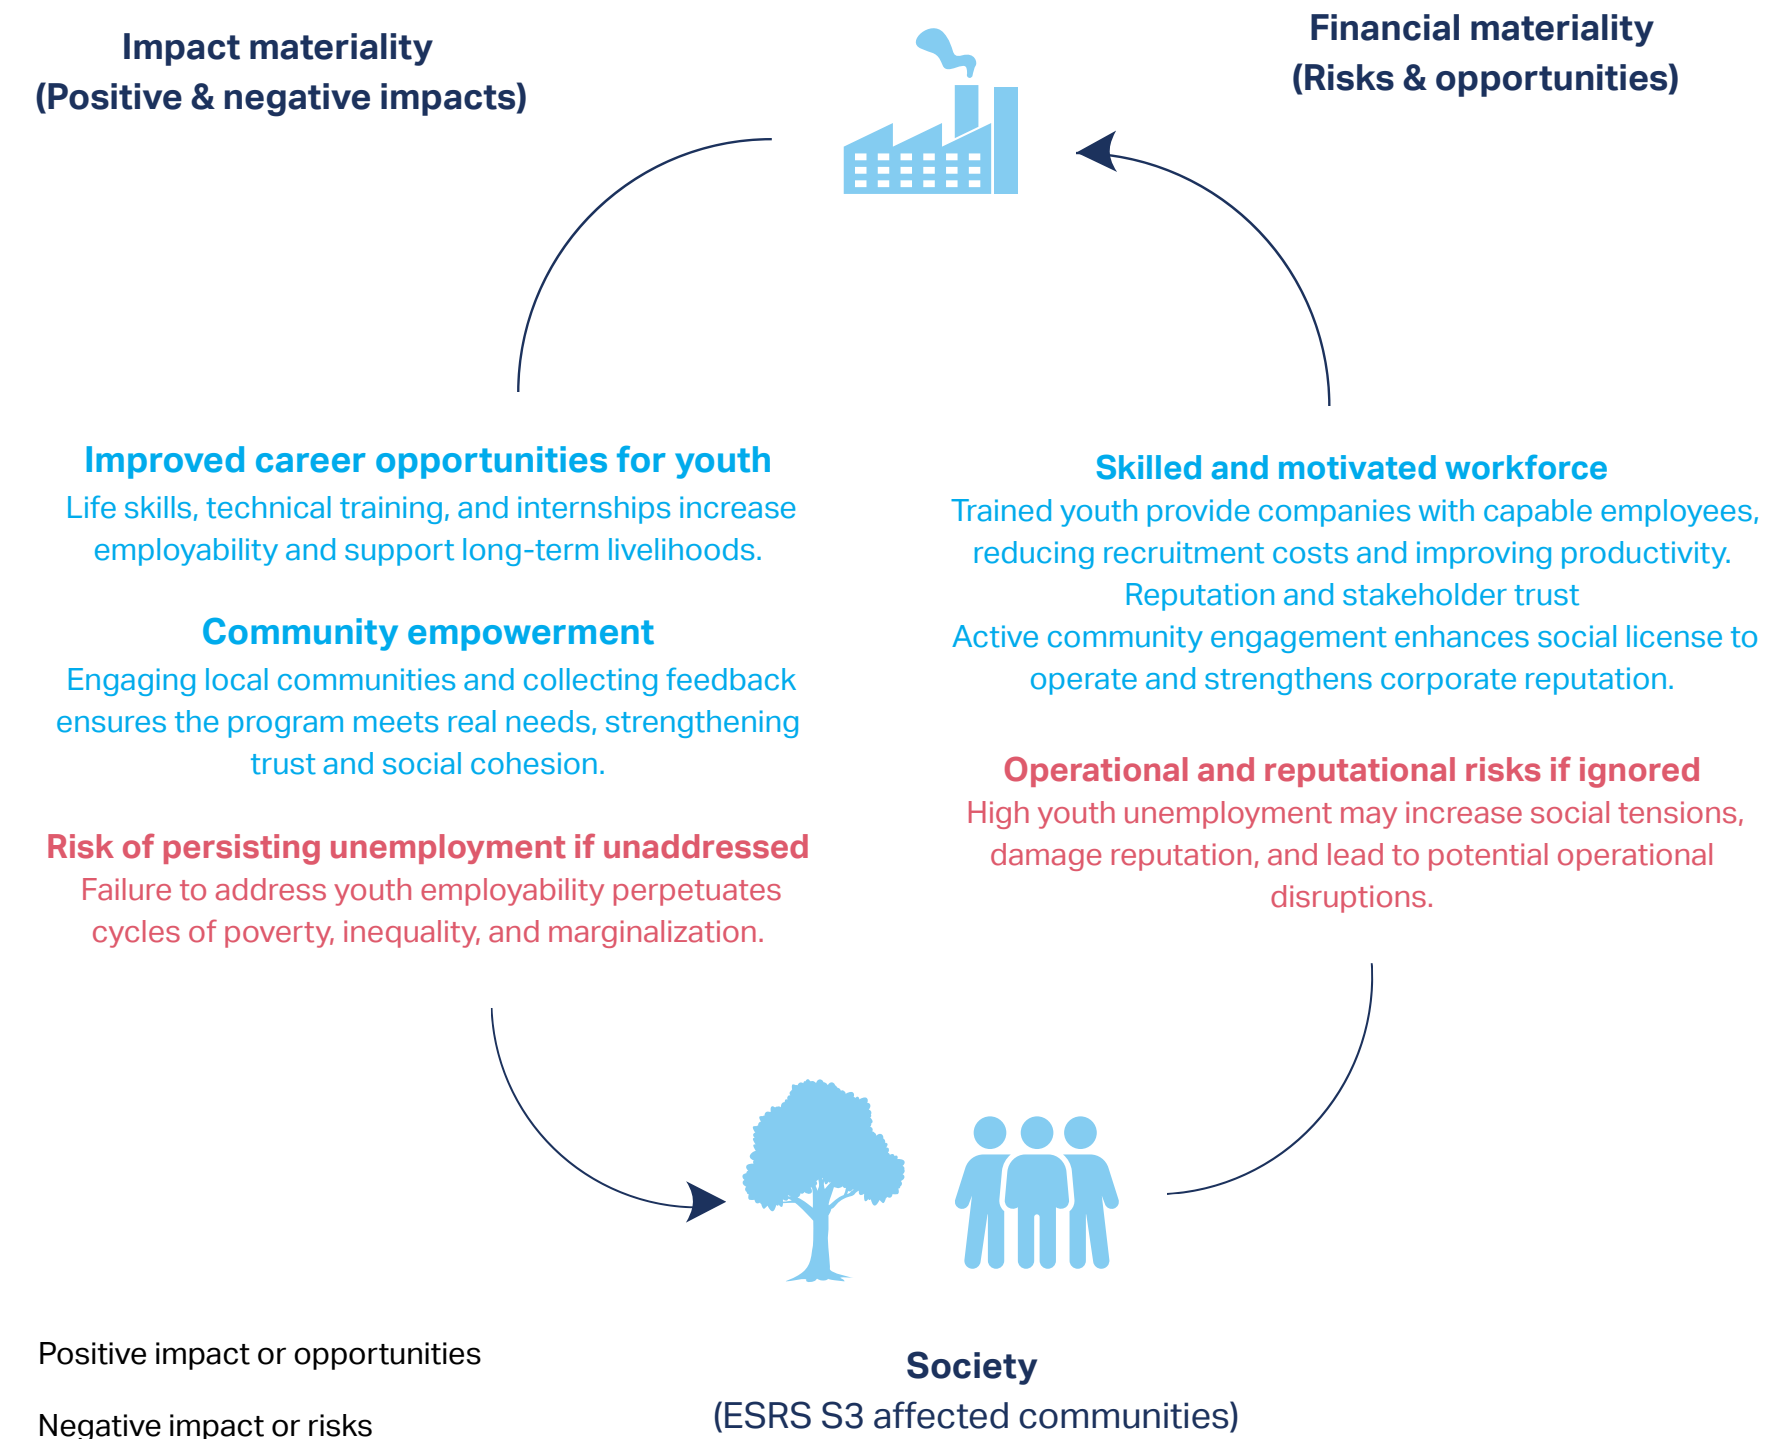 Impact materiality
(Positive & negative impacts)
Financial materiality
(Risks & opportunities)
Improved career opportunities for youth
Life skills, technical training, and internships increase
employability and support long-term livelihoods.
Community empowerment
Engaging local communities and collecting feedback
ensures the program meets real needs, strengthening
trust and social cohesion.
Risk of persisting unemployment if unaddressed
Failure to address youth employability perpetuates
cycles of poverty, inequality, and marginalization.
Skilled and motivated workforce
Trained youth provide companies with capable employees,
reducing recruitment costs and improving productivity.
Reputation and stakeholder trust
Active community engagement enhances social license to
operate and strengthens corporate reputation.
Operational and reputational risks if ignored
High youth unemployment may increase social tensions,
damage reputation, and lead to potential operational
disruptions.
Positive impact or opportunities
Negative impact or risks
Society
(ESRS S3 affected communities)